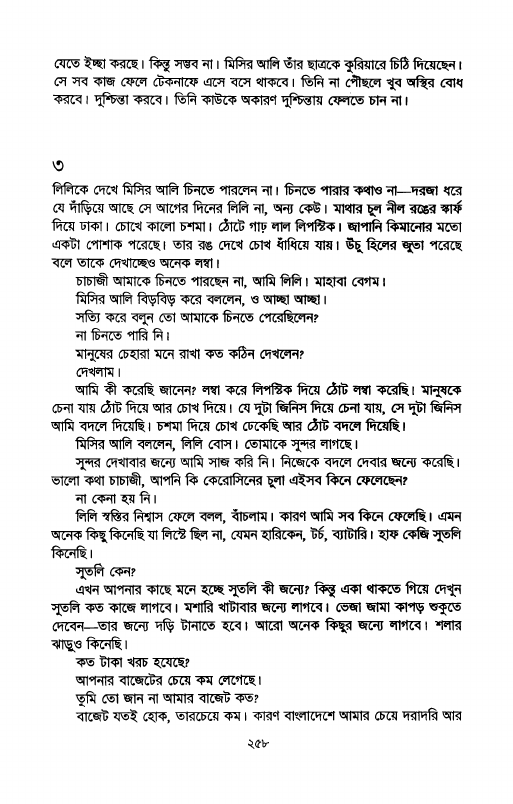 যেতে ইচ্ছা করছে। কিন্তু সম্ভব না। মিসির আলি তাঁর ছাত্রকে কুরিয়ারে চিঠি দিয়েছেন।
সে সব কাজ ফেলে টেকনাফে এসে বসে থাকবে। তিনি না পৌঁছলে খুব অস্থির বোধ
করবে। দুশ্চিন্তা করবে। তিনি কাউকে অকারণ দুশ্চিন্তায় ফেলতে চান না।
৩
লিলিকে দেখে মিসির আলি চিনতে পারলেন না। চিনতে পারার কথাও না—দরজা ধরে
যে দাঁড়িয়ে আছে সে আগের দিনের লিলি না, অন্য কেউ। মাথার চুল নীল রঙের স্কার্ফ
দিয়ে ঢাকা। চোখে কালো চশমা। ঠোঁটে গাঢ় লাল লিপস্টিক। জাপানি কিমানোর মতো
একটা পোশাক পরেছে। তার রঙ দেখে চোখ ধাঁধিয়ে যায়। উঁচু হিলের জুতা পরেছে
বলে তাকে দেখাচ্ছেও অনেক লম্বা।
চাচাজী আমাকে চিনতে পারছেন না, আমি লিলি। মাহাবা বেগম।
মিসির আলি বিড়বিড় করে বললেন, ও আচ্ছা আচ্ছা।
সত্যি করে বলুন তো আমাকে চিনতে পেরেছিলেন?
না চিনতে পারি নি।
মানুষের চেহারা মনে রাখা কত কঠিন দেখলেন?
দেখলাম।
আমি কী করেছি জানেন? লম্বা করে লিপস্টিক দিয়ে ঠোঁট লম্বা করেছি। মানুষকে
চেনা যায় ঠোঁট দিয়ে আর চোখ দিয়ে। যে দুটা জিনিস দিয়ে চেনা যায়, সে দুটা জিনিস
আমি বদলে দিয়েছি। চশমা দিয়ে চোখ ঢেকেছি আর ঠোঁট বদলে দিয়েছি।
মিসির আলি বললেন, লিলি বোস। তোমাকে সুন্দর লাগছে।
সুন্দর দেখাবার জন্যে আমি সাজ করি নি। নিজেকে বদলে দেবার জন্যে করেছি।
ভালো কথা চাচাজী, আপনি কি কেরোসিনের চুলা এইসব কিনে ফেলেছেন?
না কেনা হয় নি।
লিলি স্বস্তির নিশ্বাস ফেলে বলল, বাঁচলাম। কারণ আমি সব কিনে ফেলেছি। এমন
অনেক কিছু কিনেছি যা লিস্টে ছিল না, যেমন হারিকেন, টর্চ, ব্যাটারি। হাফ কেজি সুতলি
কিনেছি।
সুতলি কেন?
এখন আপনার কাছে মনে হচ্ছে সুতলি কী জন্যে? কিন্তু একা থাকতে গিয়ে দেখুন
সুতলি কত কাজে লাগবে। মশারি খাটাবার জন্যে লাগবে। ভেজা জামা কাপড় শুকুতে
দেবেন—তার জন্যে দড়ি টানাতে হবে। আরো অনেক কিছুর জন্যে লাগবে। শলার
ঝাড়ুও কিনেছি।
কত টাকা খরচ হয়েছে?
আপনার বাজেটের চেয়ে কম লেগেছে।
তুমি তো জান না আমার বাজেট কত?
বাজেট যতই হোক, তারচেয়ে কম। কারণ বাংলাদেশে আমার চেয়ে দরাদরি আর
২৫৮